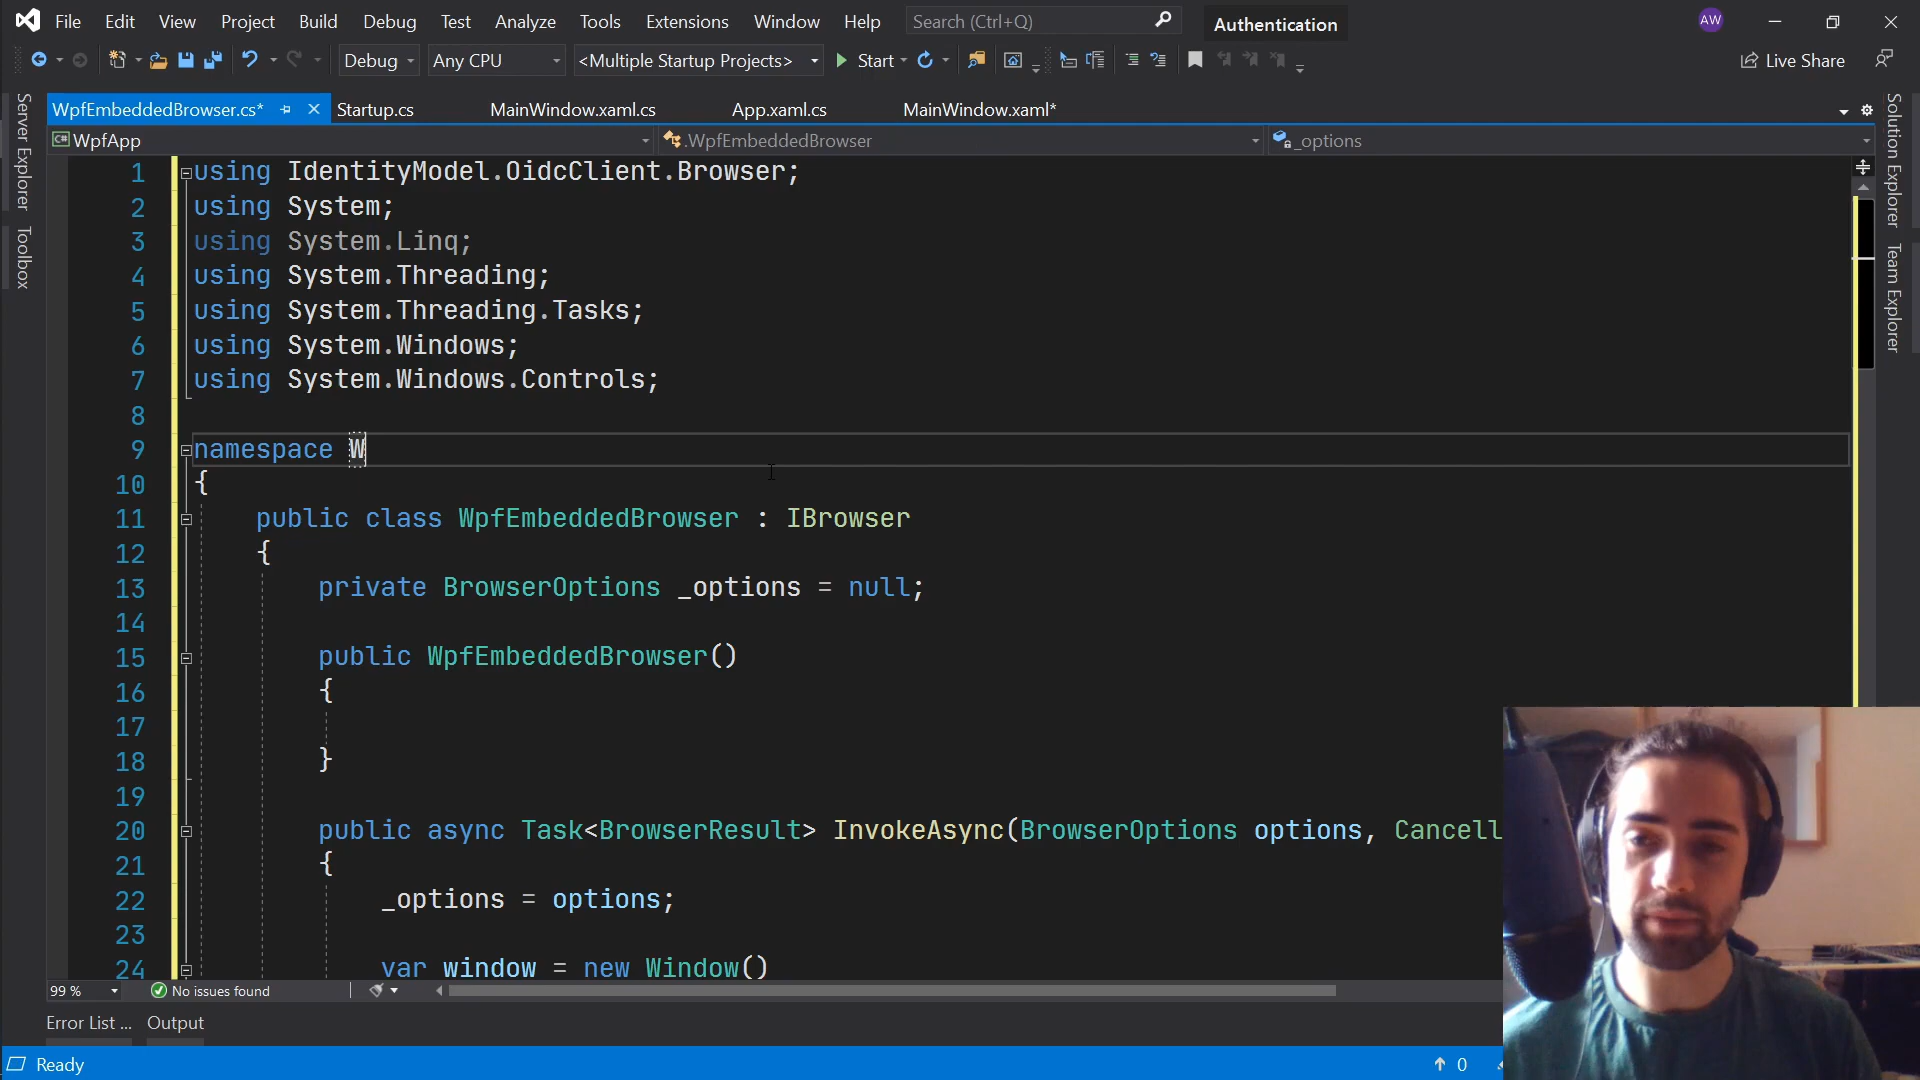 File Edit View Project Build Debug Test Analyze Tools Extensions Window Help Search (Ctrl+Q) Authentication AW
Debug Any CPU <Multiple Startup Projects> Start Live Share
WpfEmbeddedBrowser.cs* Startup.cs MainWindow.xaml.cs App.xaml.cs MainWindow.xaml*
C# WpfApp .WpfEmbeddedBrowser _options
Server Explorer
Toolbox
Solution Explorer
Team Explorer
1 using IdentityModel.OidcClient.Browser;
2 using System;
3 using System.Linq;
4 using System.Threading;
5 using System.Threading.Tasks;
6 using System.Windows;
7 using System.Windows.Controls;
8
9 namespace W
10 {
11 public class WpfEmbeddedBrowser : IBrowser
12 {
13 private BrowserOptions _options = null;
14
15 public WpfEmbeddedBrowser()
16 {
17
18 }
19
20 public async Task<BrowserResult> InvokeAsync(BrowserOptions options, Cancell
21 {
22 _options = options;
23
24 var window = new Window()
99 % No issues found
Error List ... Output
Ready 0